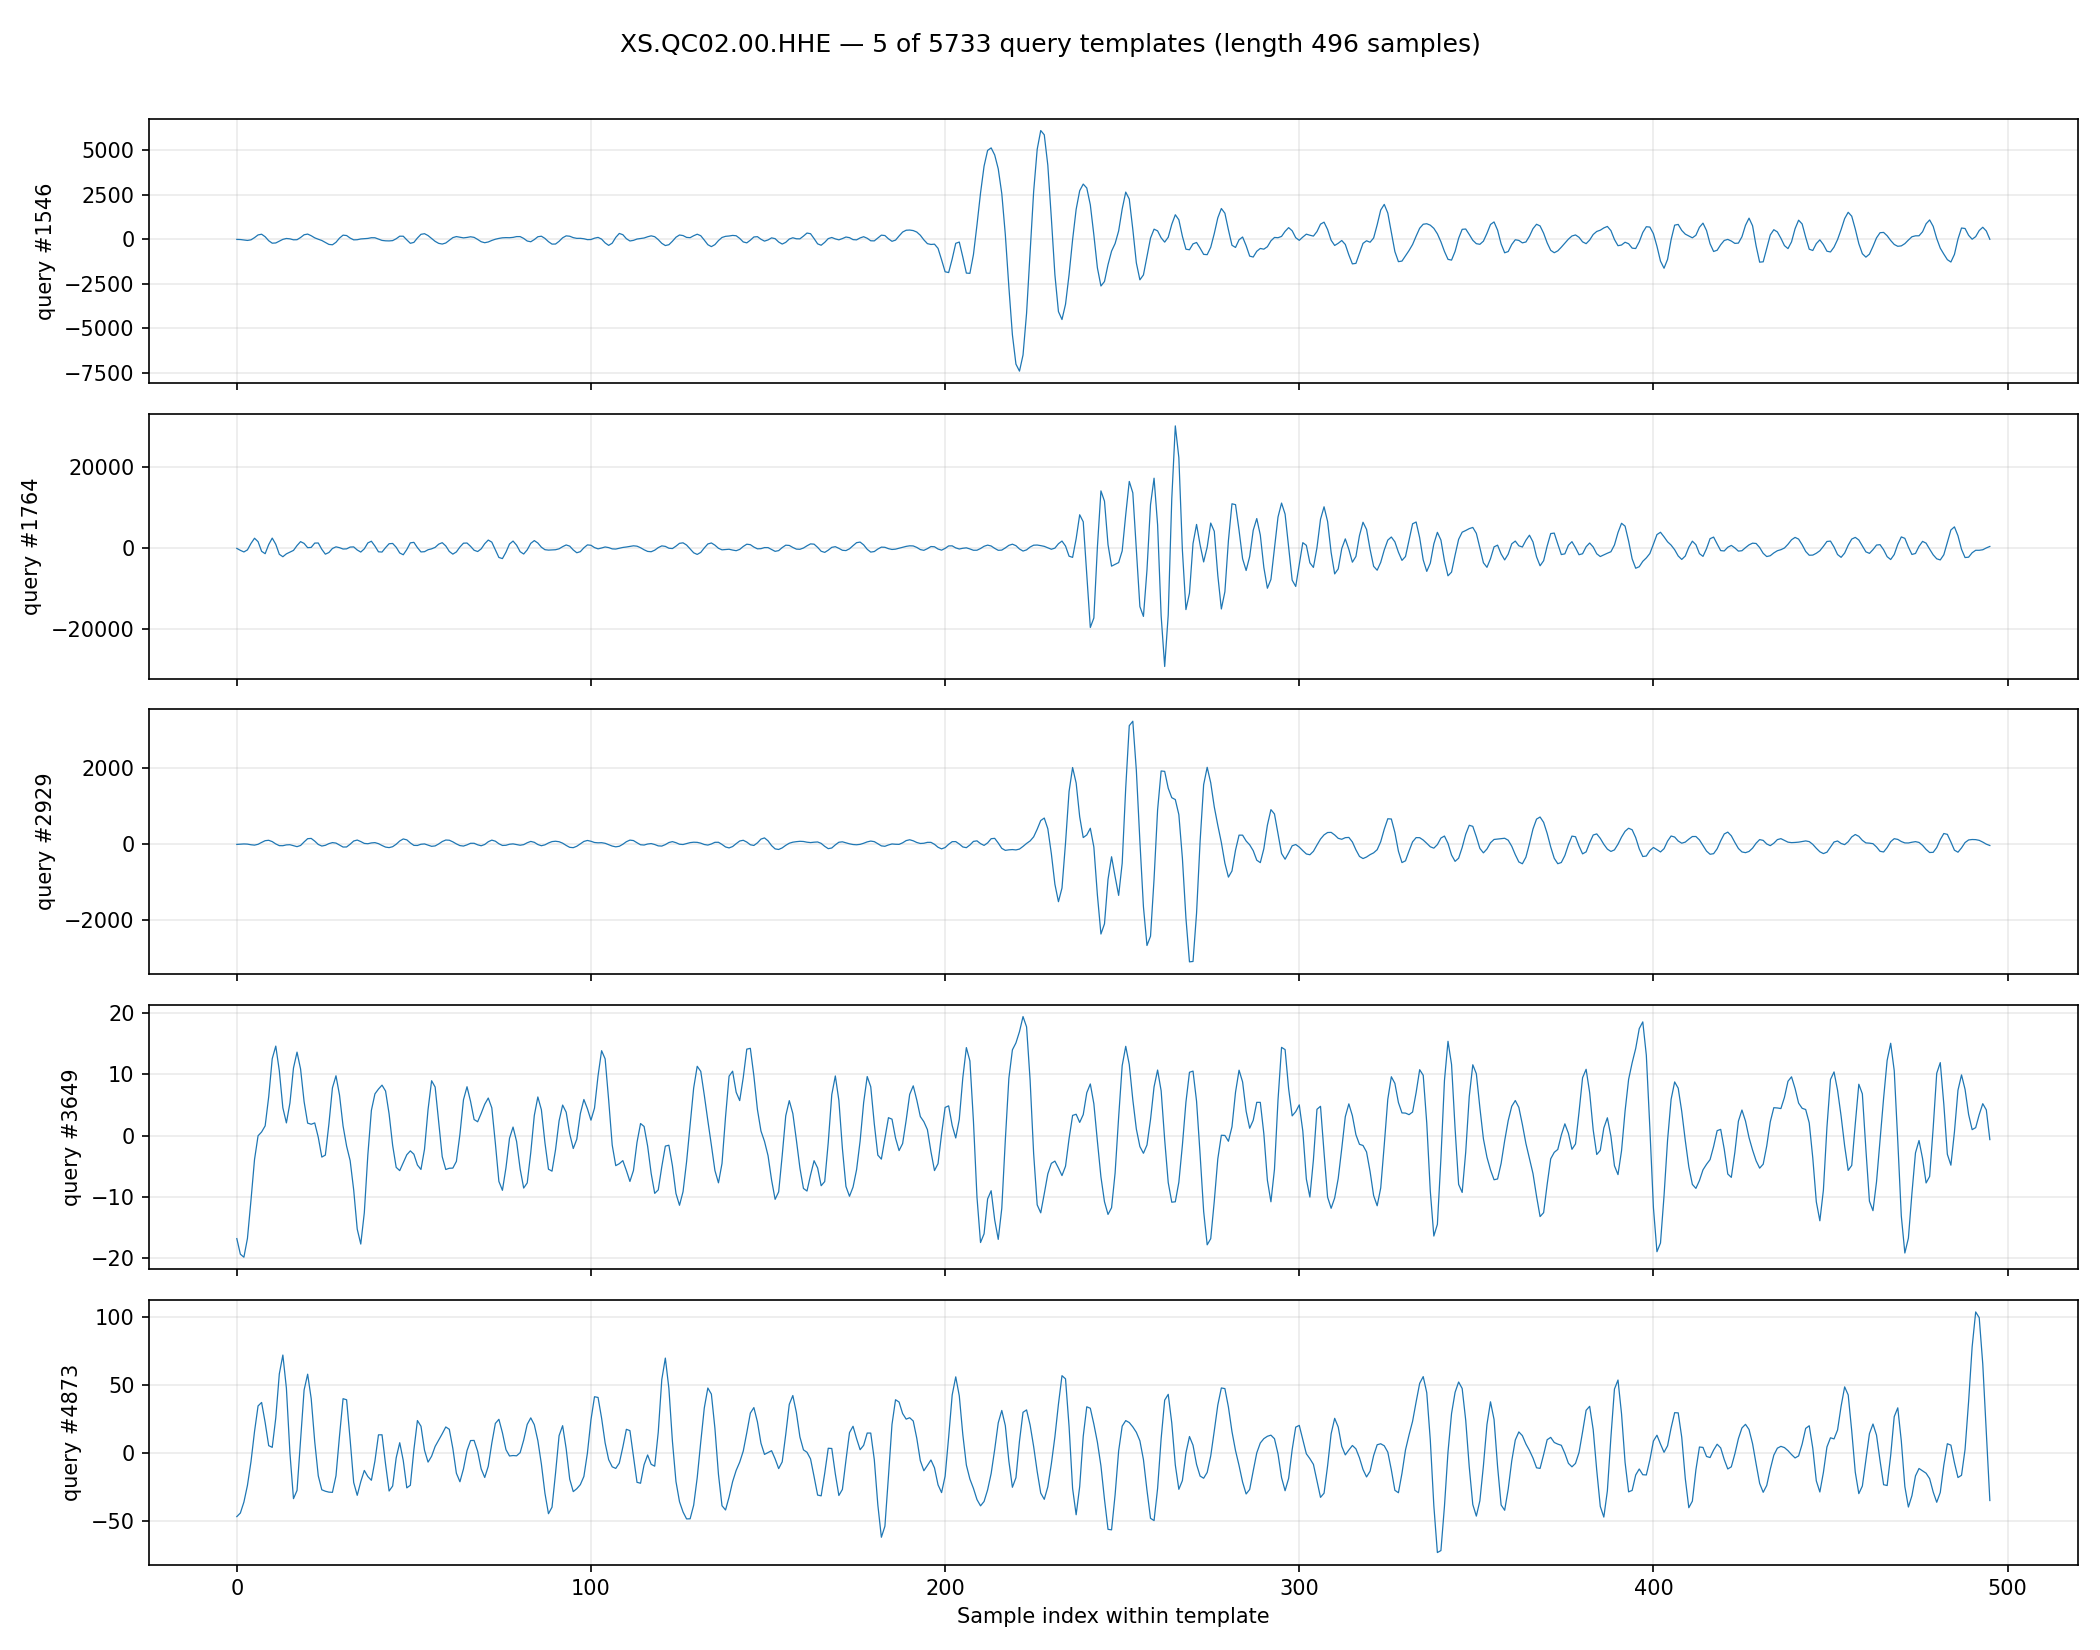 XS.QC02.00.HHE — 5 of 5733 query templates (length 496 samples)
query #1546
5000
2500
0
−2500
−5000
−7500
query #1764
20000
0
−20000
query #2929
2000
0
−2000
query #3649
20
10
0
−10
−20
query #4873
100
50
0
−50
0 100 200 300 400 500
Sample index within template